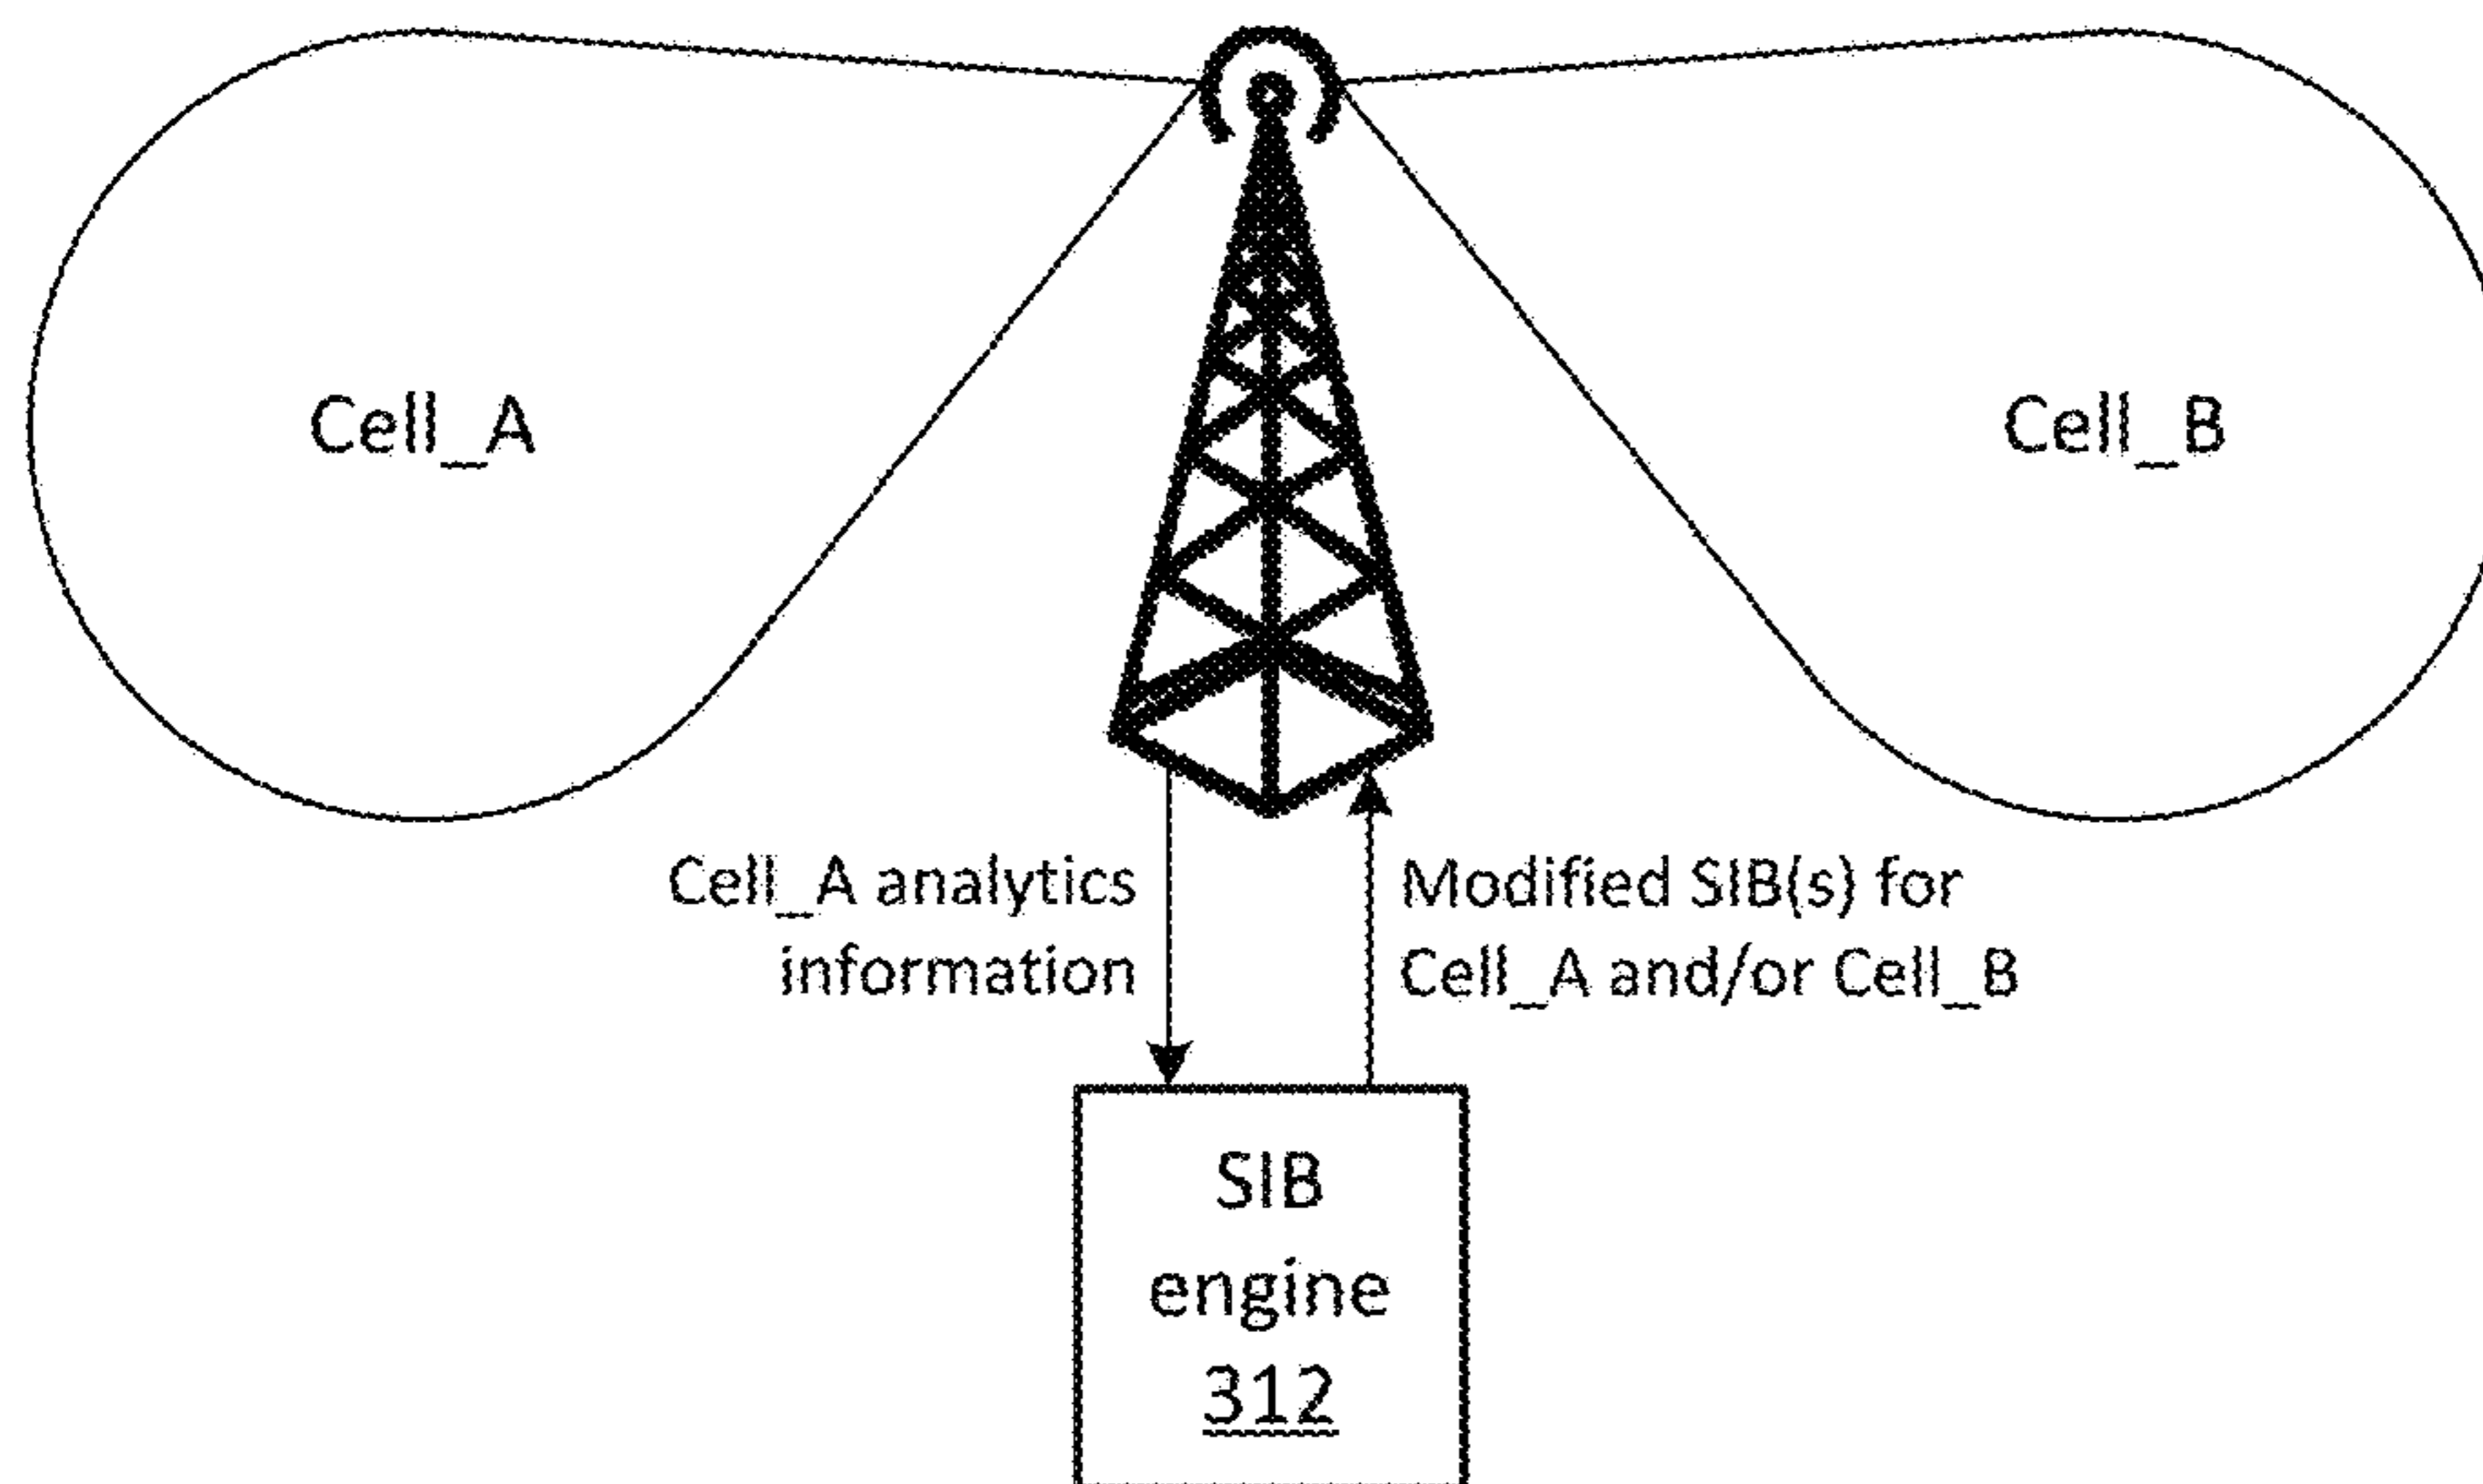 Cell_A
Cell_B
Cell_A analytics
information
Modified SIB(s) for
Cell_A and/or Cell_B
SIB
engine
312